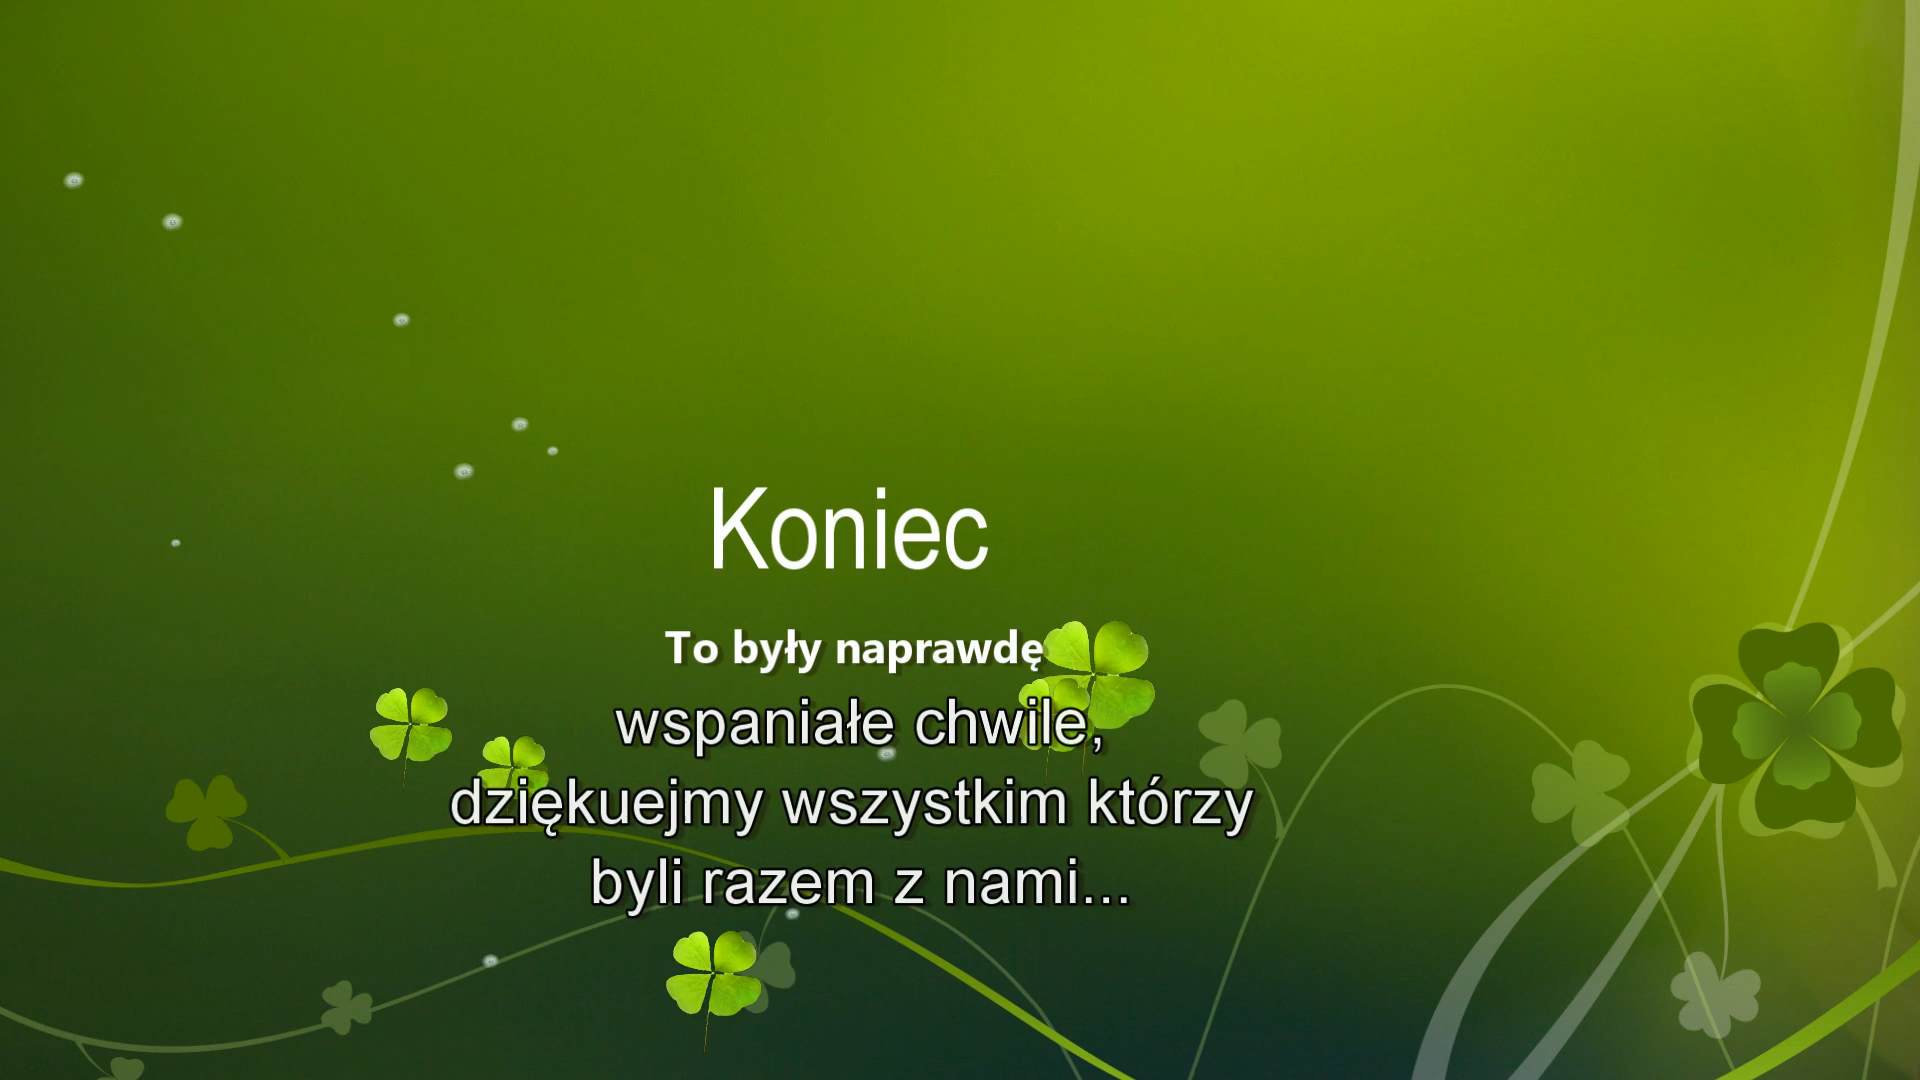 Koniec
To były naprawdę
wspaniałe chwile,
dziękuejmy wszystkim którzy
byli razem z nami...